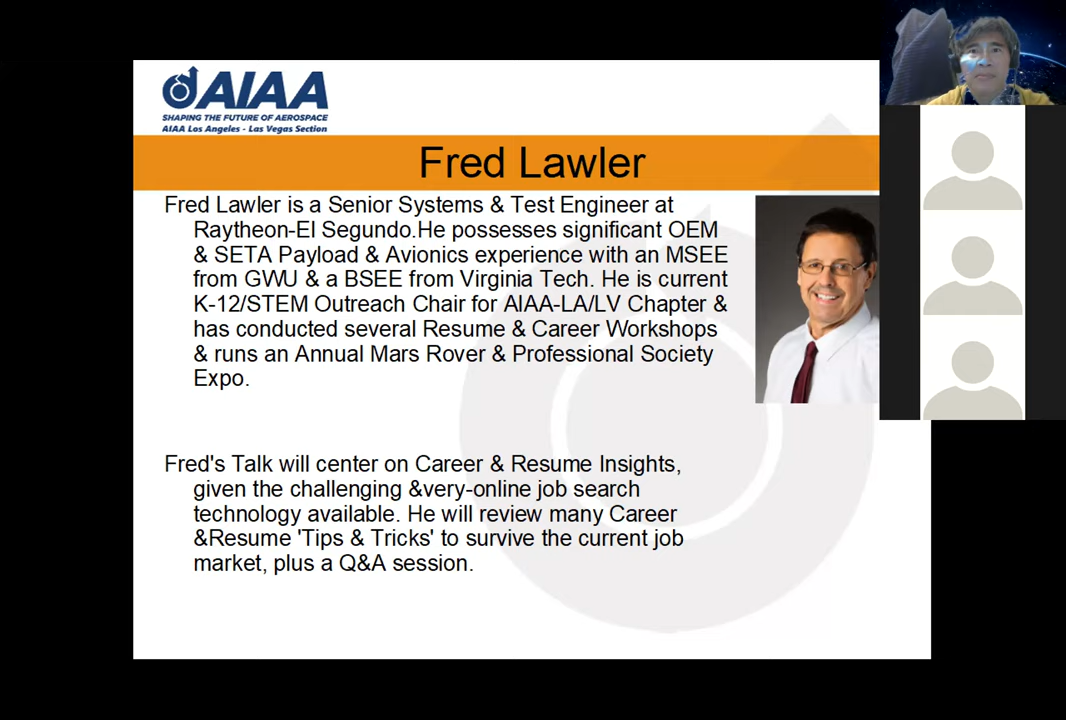 AIAA
SHAPING THE FUTURE OF AEROSPACE
AIAA Los Angeles - Las Vegas Section
Fred Lawler
Fred Lawler is a Senior Systems & Test Engineer at
Raytheon-El Segundo.He possesses significant OEM
& SETA Payload & Avionics experience with an MSEE
from GWU & a BSEE from Virginia Tech. He is current
K-12/STEM Outreach Chair for AIAA-LA/LV Chapter &
has conducted several Resume & Career Workshops
& runs an Annual Mars Rover & Professional Society
Expo.
Fred's Talk will center on Career & Resume Insights,
given the challenging &very-online job search
technology available. He will review many Career
&Resume 'Tips & Tricks' to survive the current job
market, plus a Q&A session.